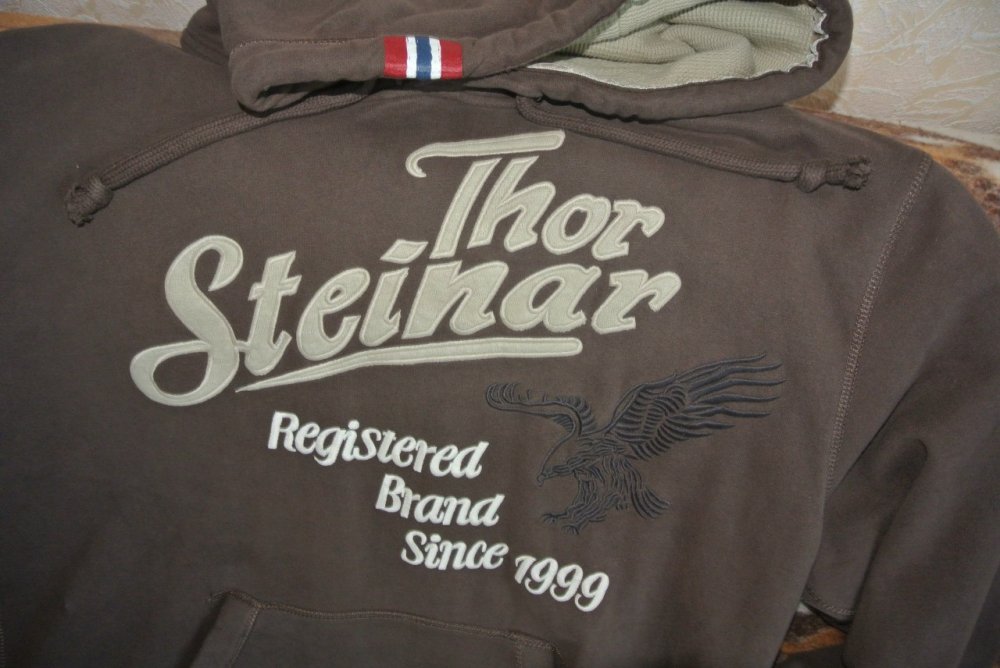 Thor
Steinar
Registered
Brand
Since 1999